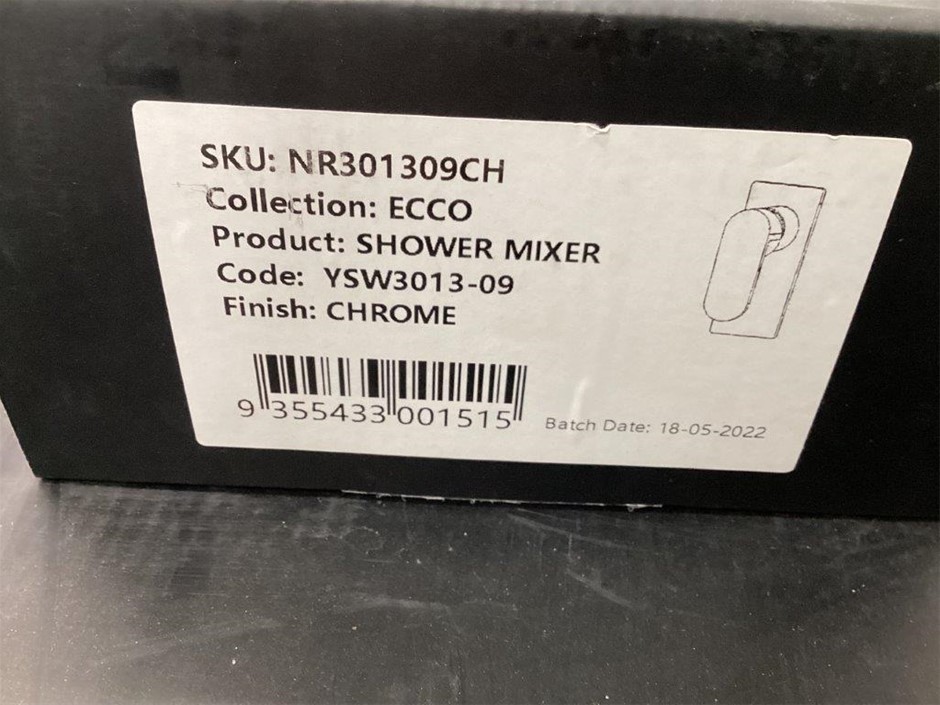 SKU: NR301309CH
Collection: ECCO
Product: SHOWER MIXER
Code: YSW3013-09
Finish: CHROME
9 355433 001515
Batch Date: 18-05-2022